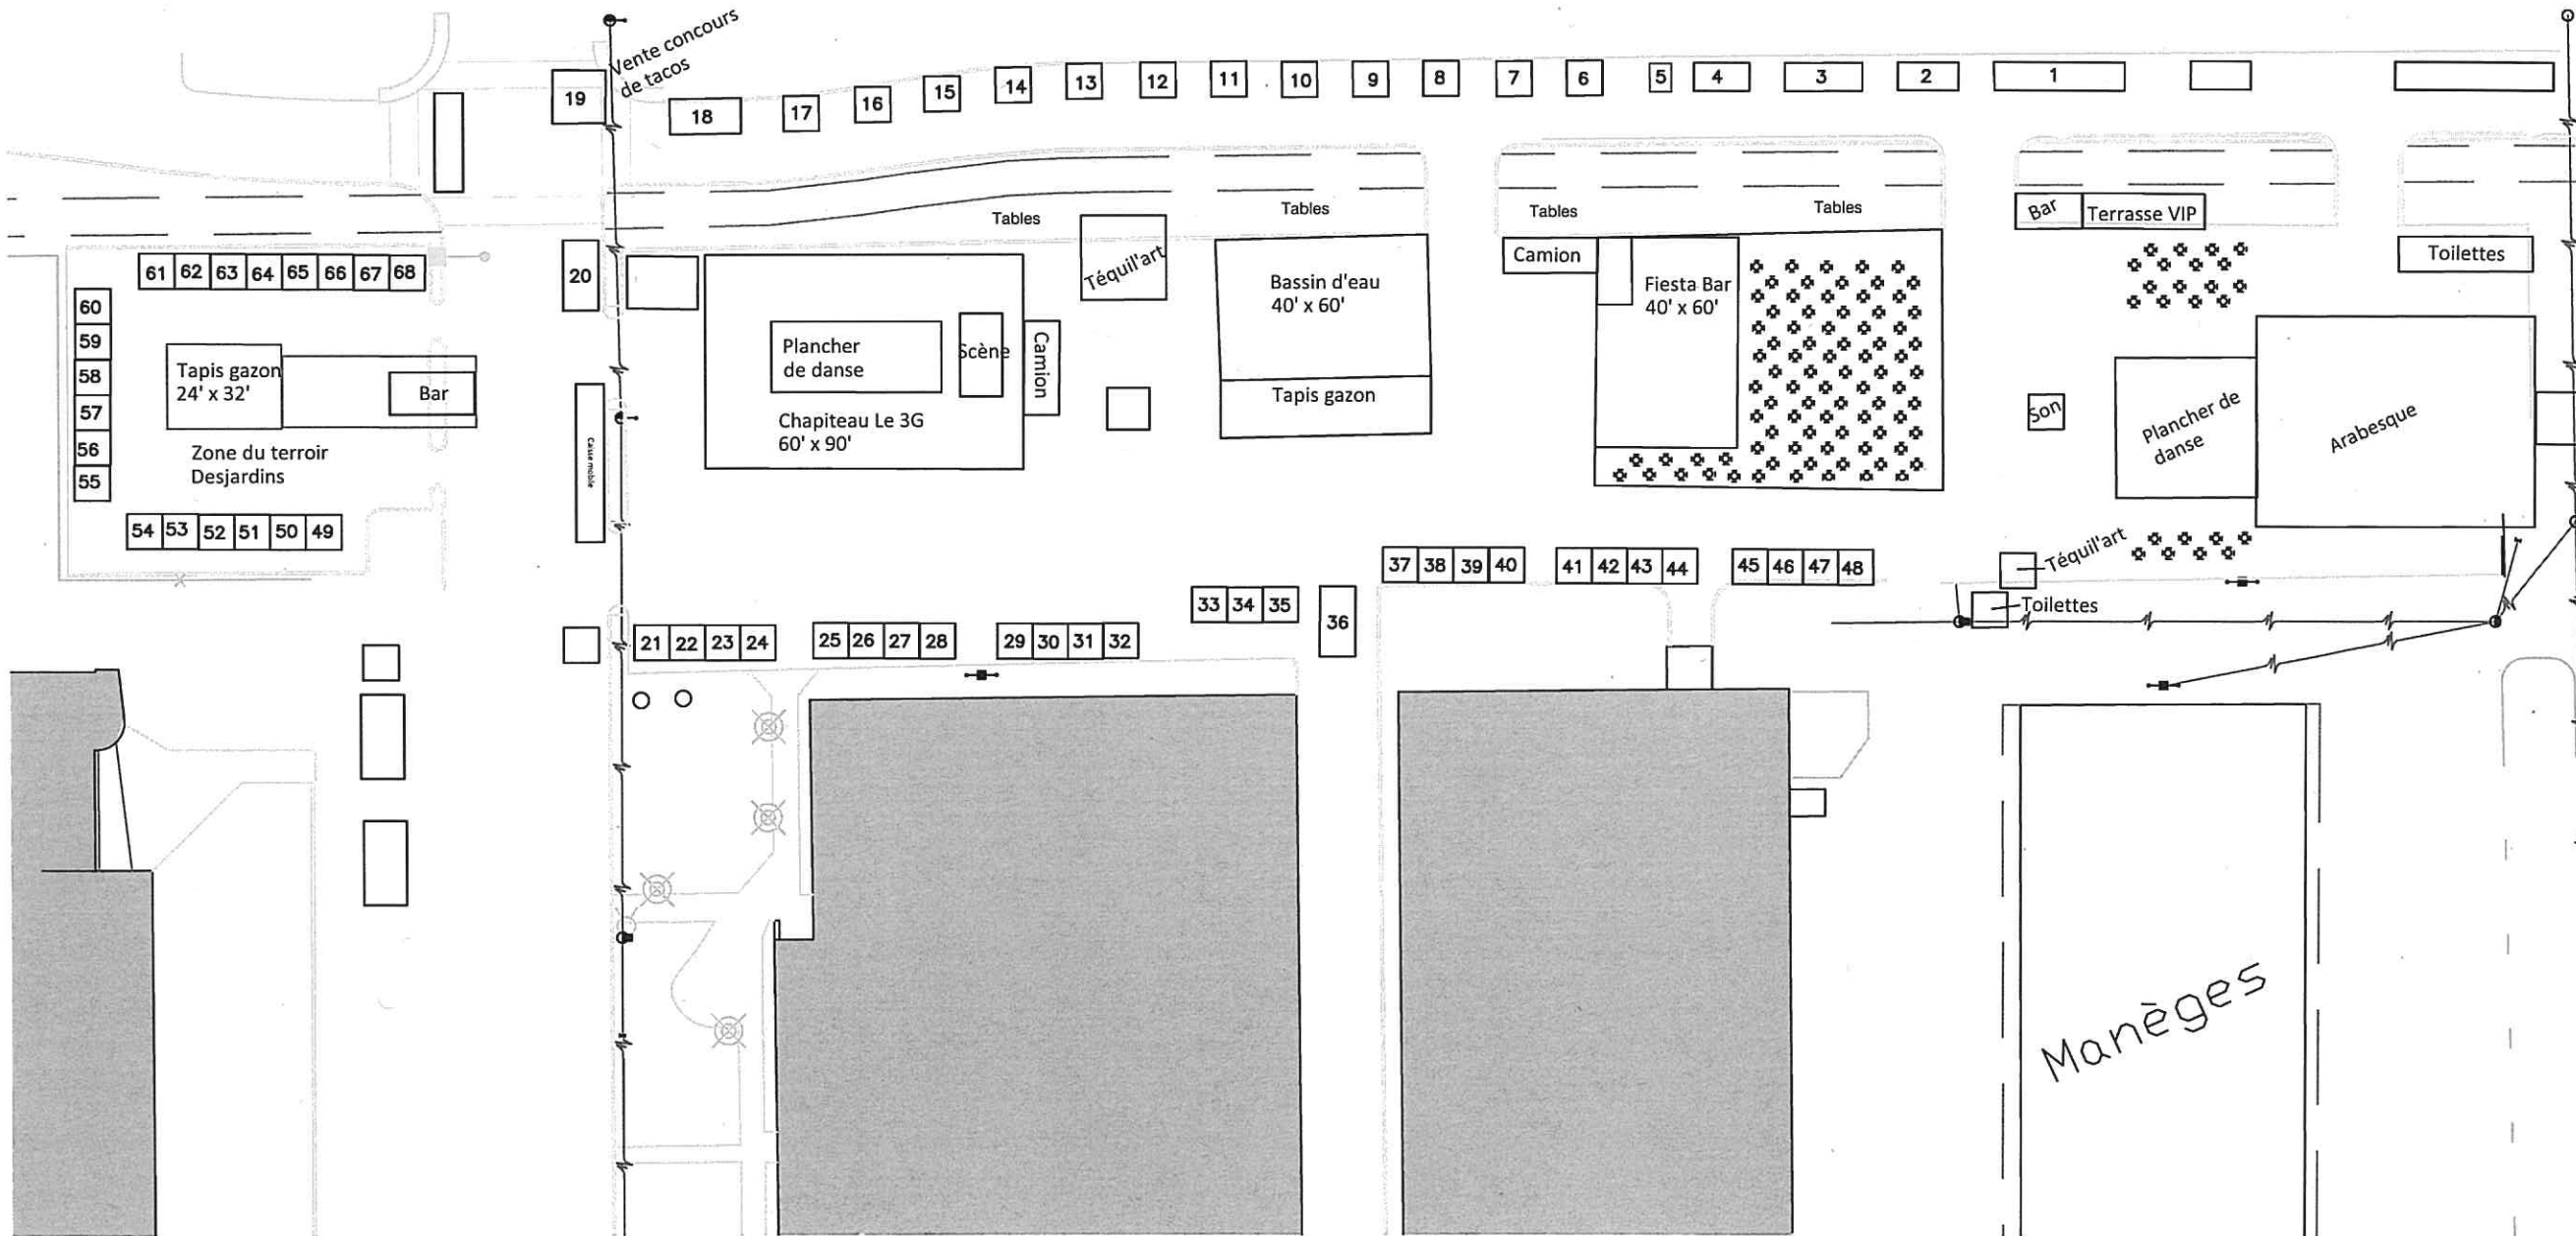 Vente concours
de tacos
19
18
17
16
15
14
13
12
11
10
9
8
7
6
5
4
3
2
1
Tables
Tables
Tables
Tables
Bar
Terrasse VIP
Toilettes
61 62 63 64 65 66 67 68
20
Téquil'art
Camion
Bassin d'eau
40' x 60'
Fiesta Bar
40' x 60'
60
59
58
57
56
55
Tapis gazon
24' x 32'
Bar
Zone du terroir
Desjardins
Caisse mobile
Plancher
de danse
Scène
Camion
Chapiteau Le 3G
60' x 90'
Tapis gazon
Son
Plancher de
danse
Arabesque
54 53 52 51 50 49
37 38 39 40
41 42 43 44
45 46 47 48
Téquil'art
Toilettes
33 34 35
36
21 22 23 24
25 26 27 28
29 30 31 32
Manèges